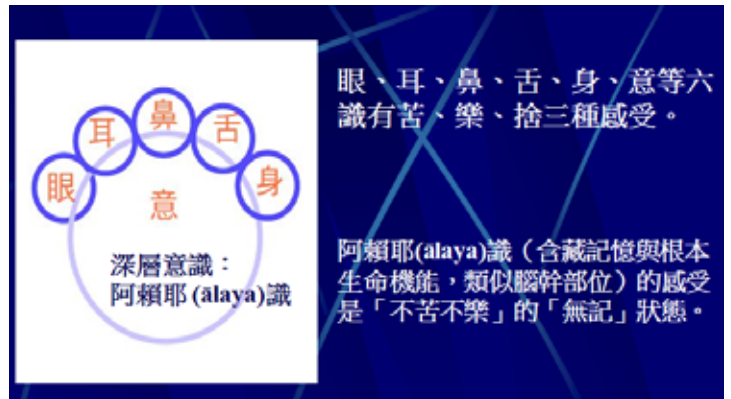 眼
耳
鼻
舌
身
意
深層意識：
阿賴耶(ālaya)識
眼、耳、鼻、舌、身、意等六
識有苦、樂、捨三種感受。
阿賴耶(alaya)識（含藏記憶與根本
生命機能，類似腦幹部位）的感受
是「不苦不樂」的「無記」狀態。